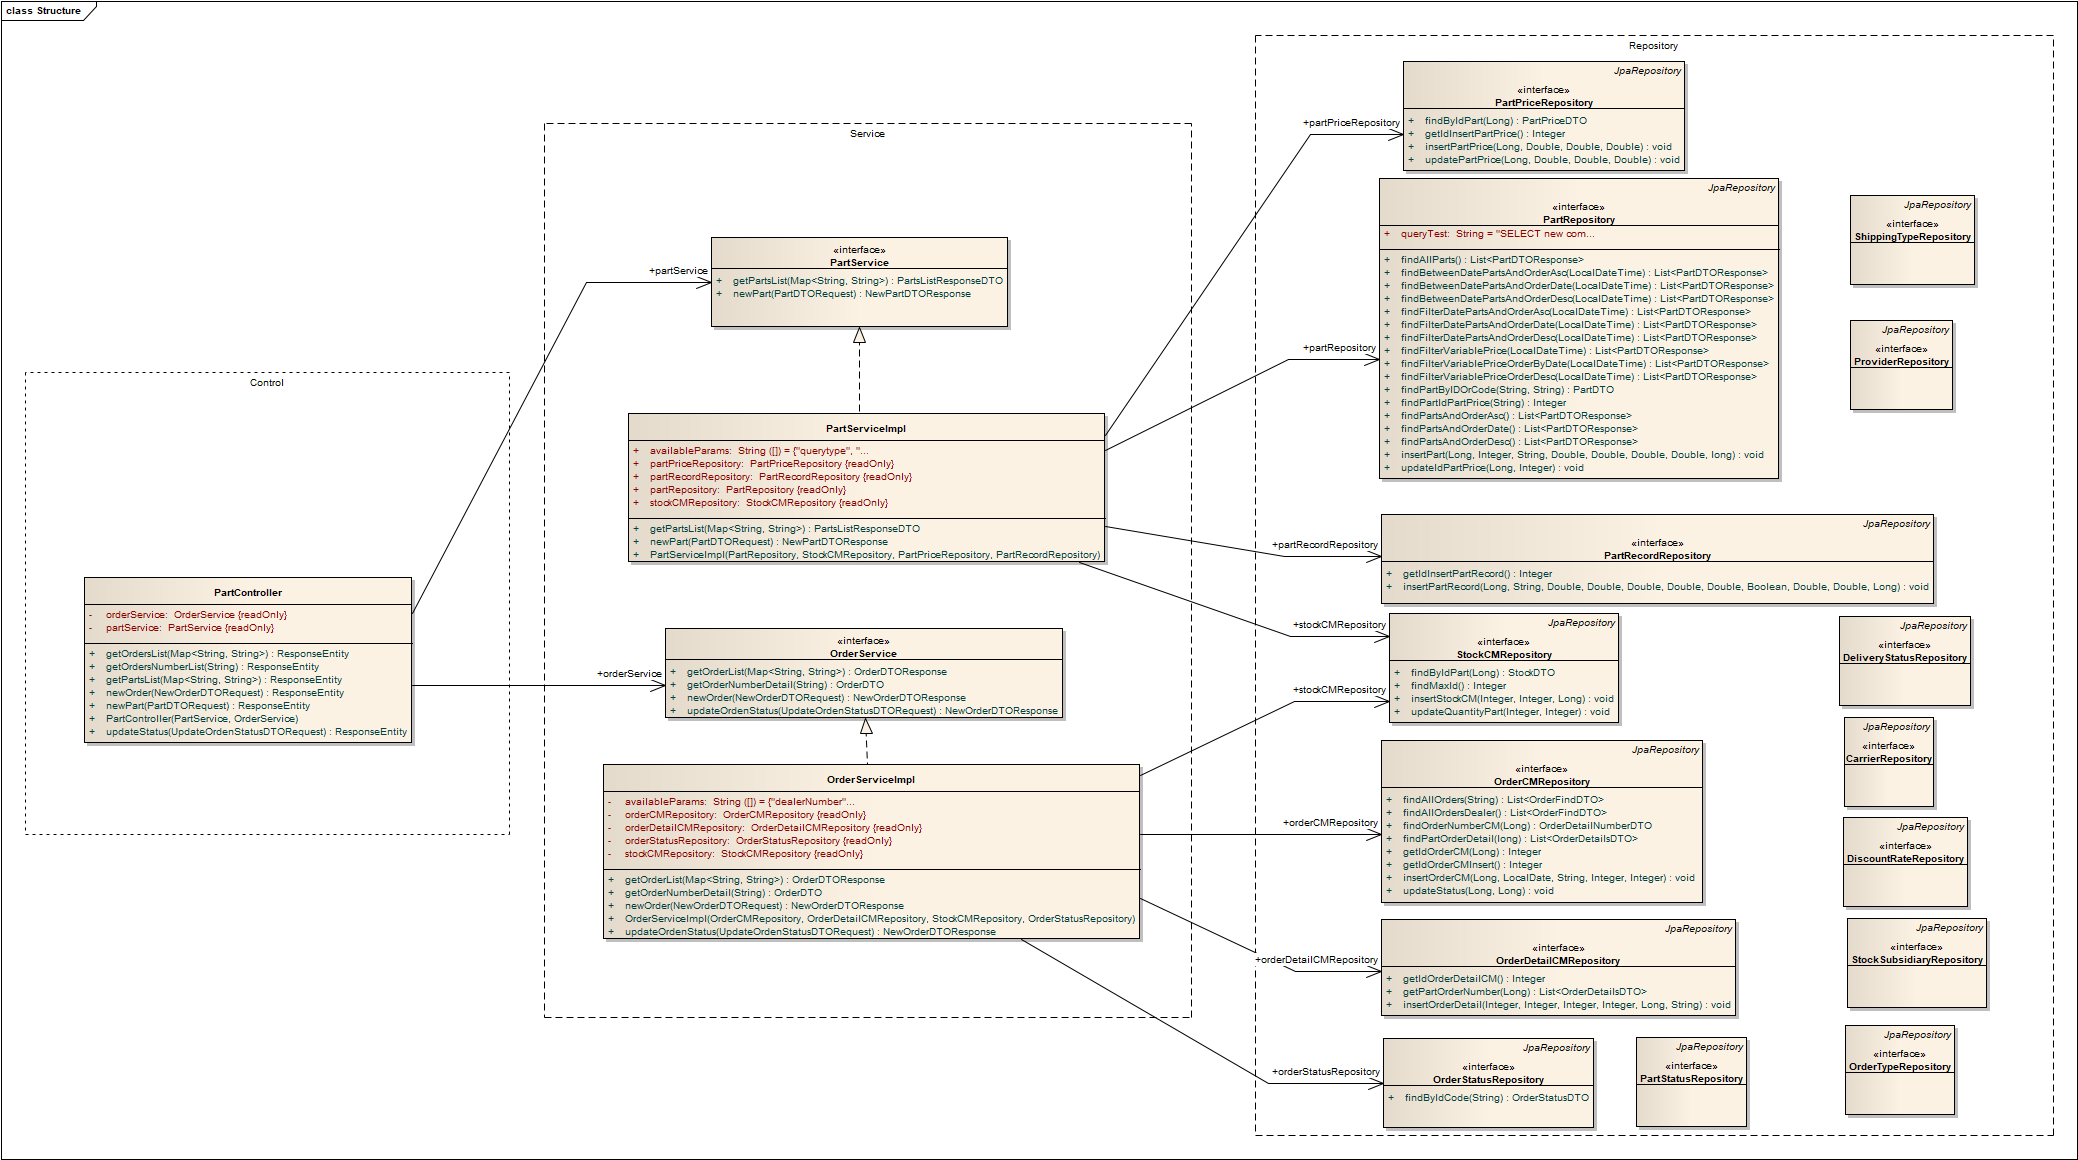 class Structure
Control
PartController
- orderService: OrderService {readOnly}
- partService: PartService {readOnly}
+ getOrdersList(Map<String, String>) : ResponseEntity
+ getOrdersNumberList(String) : ResponseEntity
+ getPartsList(Map<String, String>) : ResponseEntity
+ newOrder(NewOrderDTORequest) : ResponseEntity
+ newPart(PartDTORequest) : ResponseEntity
+ PartController(PartService, OrderService)
+ updateStatus(UpdateOrdenStatusDTORequest) : ResponseEntity
Service
+partService
«interface»
PartService
+ getPartsList(Map<String, String>) : PartsListResponseDTO
+ newPart(PartDTORequest) : NewPartDTOResponse
PartServiceImpl
+ availableParams: String ([]) = {"querytype", "...
+ partPriceRepository: PartPriceRepository {readOnly}
+ partRecordRepository: PartRecordRepository {readOnly}
+ partRepository: PartRepository {readOnly}
+ stockCMRepository: StockCMRepository {readOnly}
+ getPartsList(Map<String, String>) : PartsListResponseDTO
+ newPart(PartDTORequest) : NewPartDTOResponse
+ PartServiceImpl(PartRepository, StockCMRepository, PartPriceRepository, PartRecordRepository)
+orderService
«interface»
OrderService
+ getOrderList(Map<String, String>) : OrderDTOResponse
+ getOrderNumberDetail(String) : OrderDTO
+ newOrder(NewOrderDTORequest) : NewOrderDTOResponse
+ updateOrdenStatus(UpdateOrdenStatusDTORequest) : NewOrderDTOResponse
OrderServiceImpl
- availableParams: String ([]) = {"dealerNumber"...
- orderCMRepository: OrderCMRepository {readOnly}
- orderDetailCMRepository: OrderDetailCMRepository {readOnly}
- orderStatusRepository: OrderStatusRepository {readOnly}
- stockCMRepository: StockCMRepository {readOnly}
+ getOrderList(Map<String, String>) : OrderDTOResponse
+ getOrderNumberDetail(String) : OrderDTO
+ newOrder(NewOrderDTORequest) : NewOrderDTOResponse
+ OrderServiceImpl(OrderCMRepository, OrderDetailCMRepository, StockCMRepository, OrderStatusRepository)
+ updateOrdenStatus(UpdateOrdenStatusDTORequest) : NewOrderDTOResponse
Repository
+partPriceRepository
JpaRepository
«interface»
PartPriceRepository
+ findByIdPart(Long) : PartPriceDTO
+ getIdInsertPartPrice() : Integer
+ insertPartPrice(Long, Double, Double, Double) : void
+ updatePartPrice(Long, Double, Double, Double) : void
+partRepository
JpaRepository
«interface»
PartRepository
+ queryTest: String = "SELECT new com...
+ findAllParts() : List<PartDTOResponse>
+ findBetweenDatePartsAndOrderAsc(LocalDateTime) : List<PartDTOResponse>
+ findBetweenDatePartsAndOrderDate(LocalDateTime) : List<PartDTOResponse>
+ findBetweenDatePartsAndOrderDesc(LocalDateTime) : List<PartDTOResponse>
+ findFilterDatePartsAndOrderAsc(LocalDateTime) : List<PartDTOResponse>
+ findFilterDatePartsAndOrderDate(LocalDateTime) : List<PartDTOResponse>
+ findFilterDatePartsAndOrderDesc(LocalDateTime) : List<PartDTOResponse>
+ findFilterVariablePrice(LocalDateTime) : List<PartDTOResponse>
+ findFilterVariablePriceOrderByDate(LocalDateTime) : List<PartDTOResponse>
+ findFilterVariablePriceOrderDesc(LocalDateTime) : List<PartDTOResponse>
+ findPartByIDOrCode(String, String) : PartDTO
+ findPartIdPartPrice(String) : Integer
+ findPartsAndOrderAsc() : List<PartDTOResponse>
+ findPartsAndOrderDate() : List<PartDTOResponse>
+ findPartsAndOrderDesc() : List<PartDTOResponse>
+ insertPart(Long, Integer, String, Double, Double, Double, Double, long) : void
+ updateIdPartPrice(Long, Integer) : void
+partRecordRepository
JpaRepository
«interface»
PartRecordRepository
+ getIdInsertPartRecord() : Integer
+ insertPartRecord(Long, String, Double, Double, Double, Double, Double, Boolean, Double, Double, Long) : void
+stockCMRepository
+stockCMRepository
JpaRepository
«interface»
StockCMRepository
+ findByIdPart(Long) : StockDTO
+ findMaxId() : Integer
+ insertStockCM(Integer, Integer, Long) : void
+ updateQuantityPart(Integer, Integer) : void
+orderCMRepository
JpaRepository
«interface»
OrderCMRepository
+ findAllOrders(String) : List<OrderFindDTO>
+ findAllOrdersDealer() : List<OrderFindDTO>
+ findOrderNumberCM(Long) : OrderDetailNumberDTO
+ findPartOrderDetail(long) : List<OrderDetailsDTO>
+ getIdOrderCM(Long) : Integer
+ getIdOrderCMInsert() : Integer
+ insertOrderCM(Long, LocalDate, String, Integer, Integer) : void
+ updateStatus(Long, Long) : void
+orderDetailCMRepository
JpaRepository
«interface»
OrderDetailCMRepository
+ getIdOrderDetailCM() : Integer
+ getPartOrderNumber(Long) : List<OrderDetailsDTO>
+ insertOrderDetail(Integer, Integer, Integer, Integer, Long, String) : void
+orderStatusRepository
JpaRepository
«interface»
OrderStatusRepository
+ findByIdCode(String) : OrderStatusDTO
JpaRepository
«interface»
PartStatusRepository
JpaRepository
«interface»
ShippingTypeRepository
JpaRepository
«interface»
ProviderRepository
JpaRepository
«interface»
DeliveryStatusRepository
JpaRepository
«interface»
CarrierRepository
JpaRepository
«interface»
DiscountRateRepository
JpaRepository
«interface»
StockSubsidiaryRepository
JpaRepository
«interface»
OrderTypeRepository